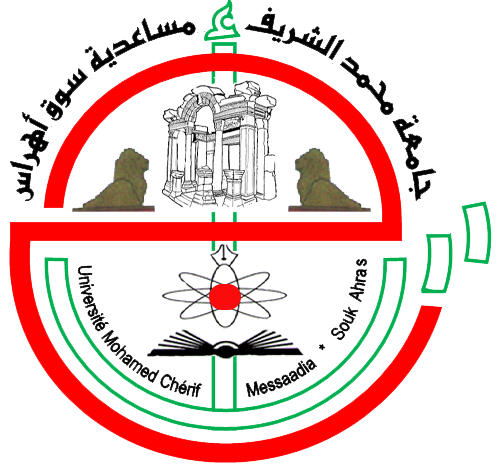 جامعة محمد الشريف مساعدية سوق أهراس
Université Mohamed Chérif Messaadia * Souk Ahras